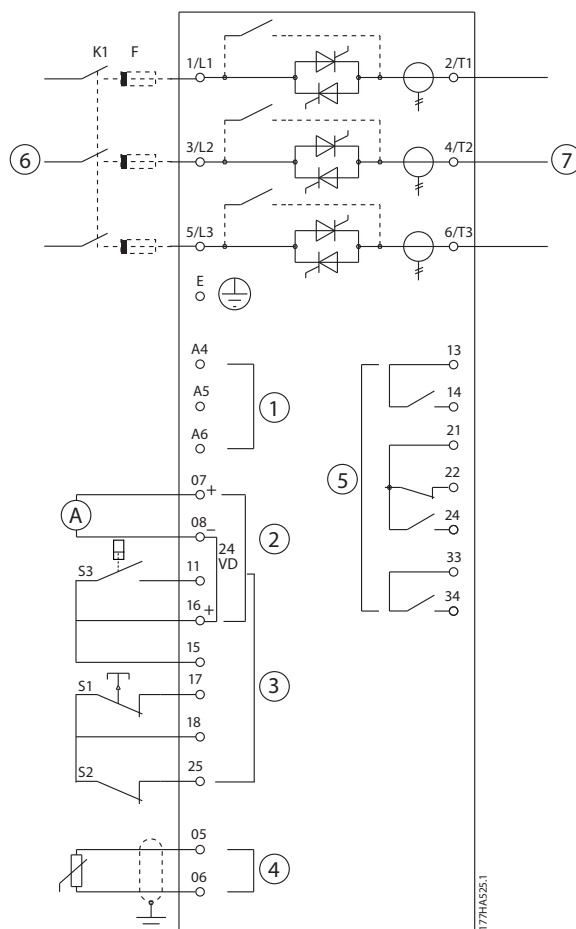 K1 F 1/L1 2/T1
6 3/L2 4/T2 7
5/L3 6/T3
E
A4 13
A5 1 14
A6 21
5 22
07 + 24
A 08 – 2 33
24
VD
S3 11 34
16 +
15
3
S1 17
18
S2 25
05
4
06
177HA525.1